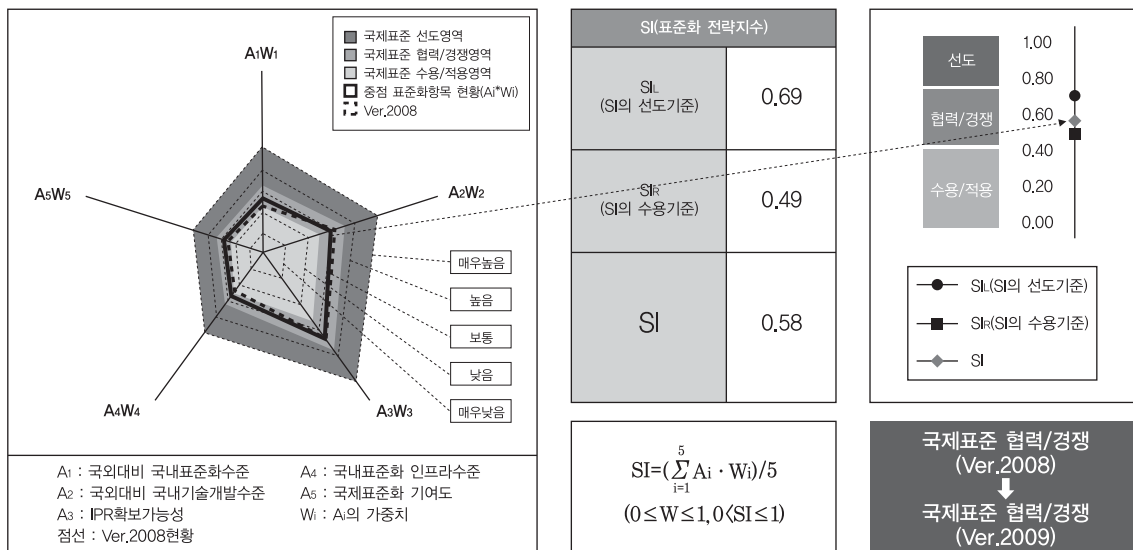 국제표준 선도영역
국제표준 협력/경쟁영역
국제표준 수용/적용영역
중점 표준화항목 현황(Ai*Wi)
Ver.2008
A1W1
A2W2
A3W3
A4W4
A5W5
매우높음
높음
보통
낮음
매우낮음
A1 : 국외대비 국내표준화수준
A2 : 국외대비 국내기술개발수준
A3 : IPR확보가능성
점선 : Ver.2008현황
A4 : 국내표준화 인프라수준
A5 : 국제표준화 기여도
Wi : Ai의 가중치
SI(표준화 전략지수)
SIL
(SI의 선도기준)
0.69
SIR
(SI의 수용기준)
0.49
SI
0.58
SI=(∑ Ai · Wi)/5
5
i=1
(0≤W≤1, 0<SI≤1)
선도
협력/경쟁
수용/적용
1.00
0.80
0.60
0.40
0.20
0.00
SIL(SI의 선도기준)
SIR(SI의 수용기준)
SI
국제표준 협력/경쟁
(Ver.2008)
국제표준 협력/경쟁
(Ver.2009)